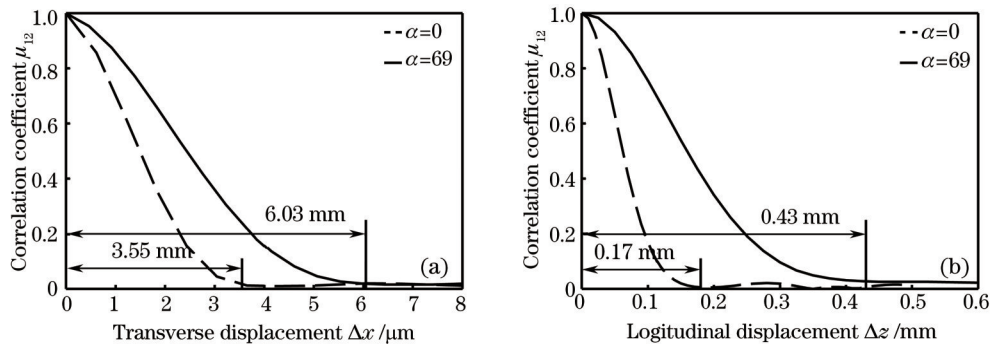 1.0
0.8
0.6
0.4
0.2
0
Correlation coefficient μ12
α=0
α=69
6.03 mm
3.55 mm
(a)
0 1 2 3 4 5 6 7 8
Transverse displacement Δx/μm
1.0
0.8
0.6
0.4
0.2
0
Correlation coefficient μ12
α=0
α=69
0.43 mm
0.17 mm
(b)
0 0.1 0.2 0.3 0.4 0.5 0.6
Logitudinal displacement Δz/mm